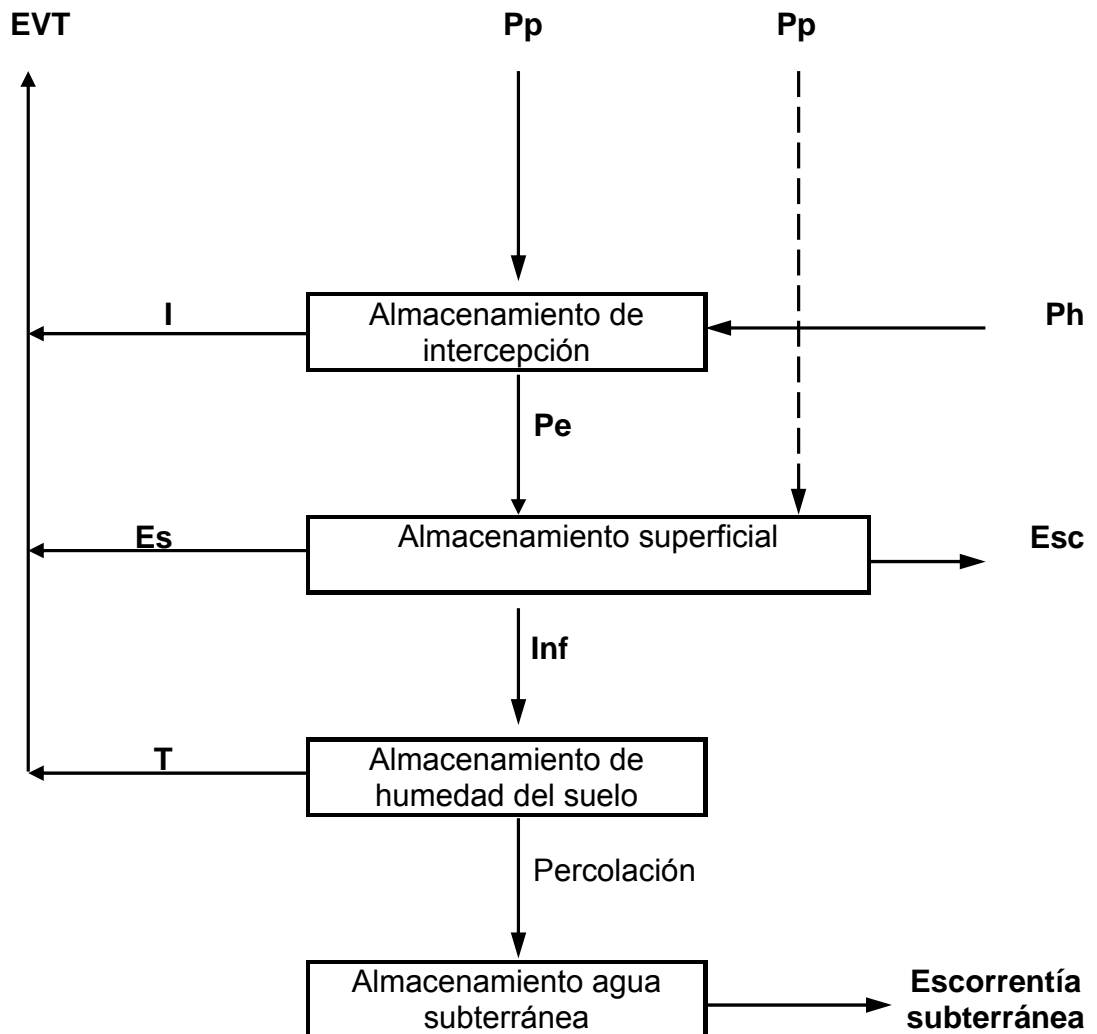 EVT
Pp
Pp
I
Almacenamiento de
intercepción
Ph
Pe
Es
Almacenamiento superficial
Esc
Inf
T
Almacenamiento de
humedad del suelo
Percolación
Almacenamiento agua
subterránea
Escorrentía
subterránea